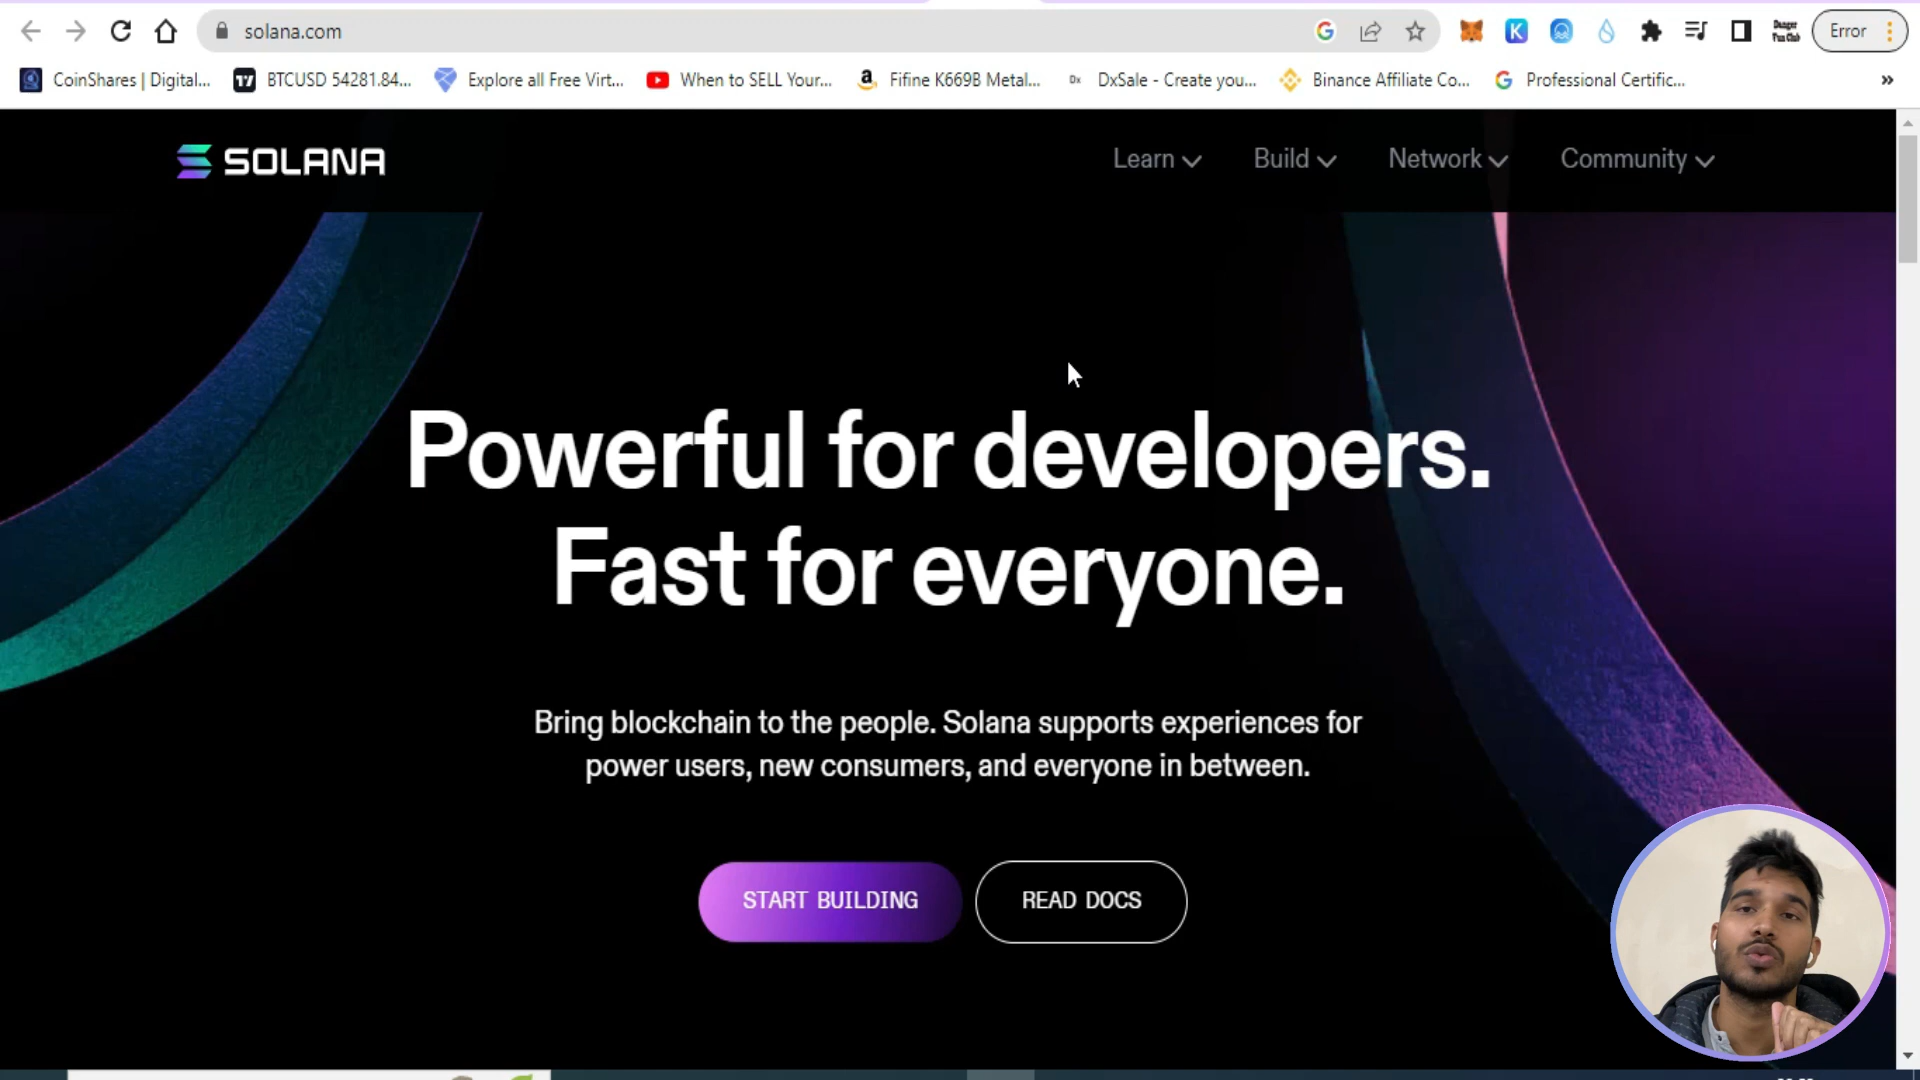 solana.com
Error
CoinShares | Digital...
BTCUSD 54281.84...
Explore all Free Virt...
When to SELL Your...
Fifine K669B Metal...
DxSale - Create you...
Binance Affiliate Co...
Professional Certific...
SOLANA
Learn
Build
Network
Community
Powerful for developers.
Fast for everyone.
Bring blockchain to the people. Solana supports experiences for
power users, new consumers, and everyone in between.
START BUILDING
READ DOCS